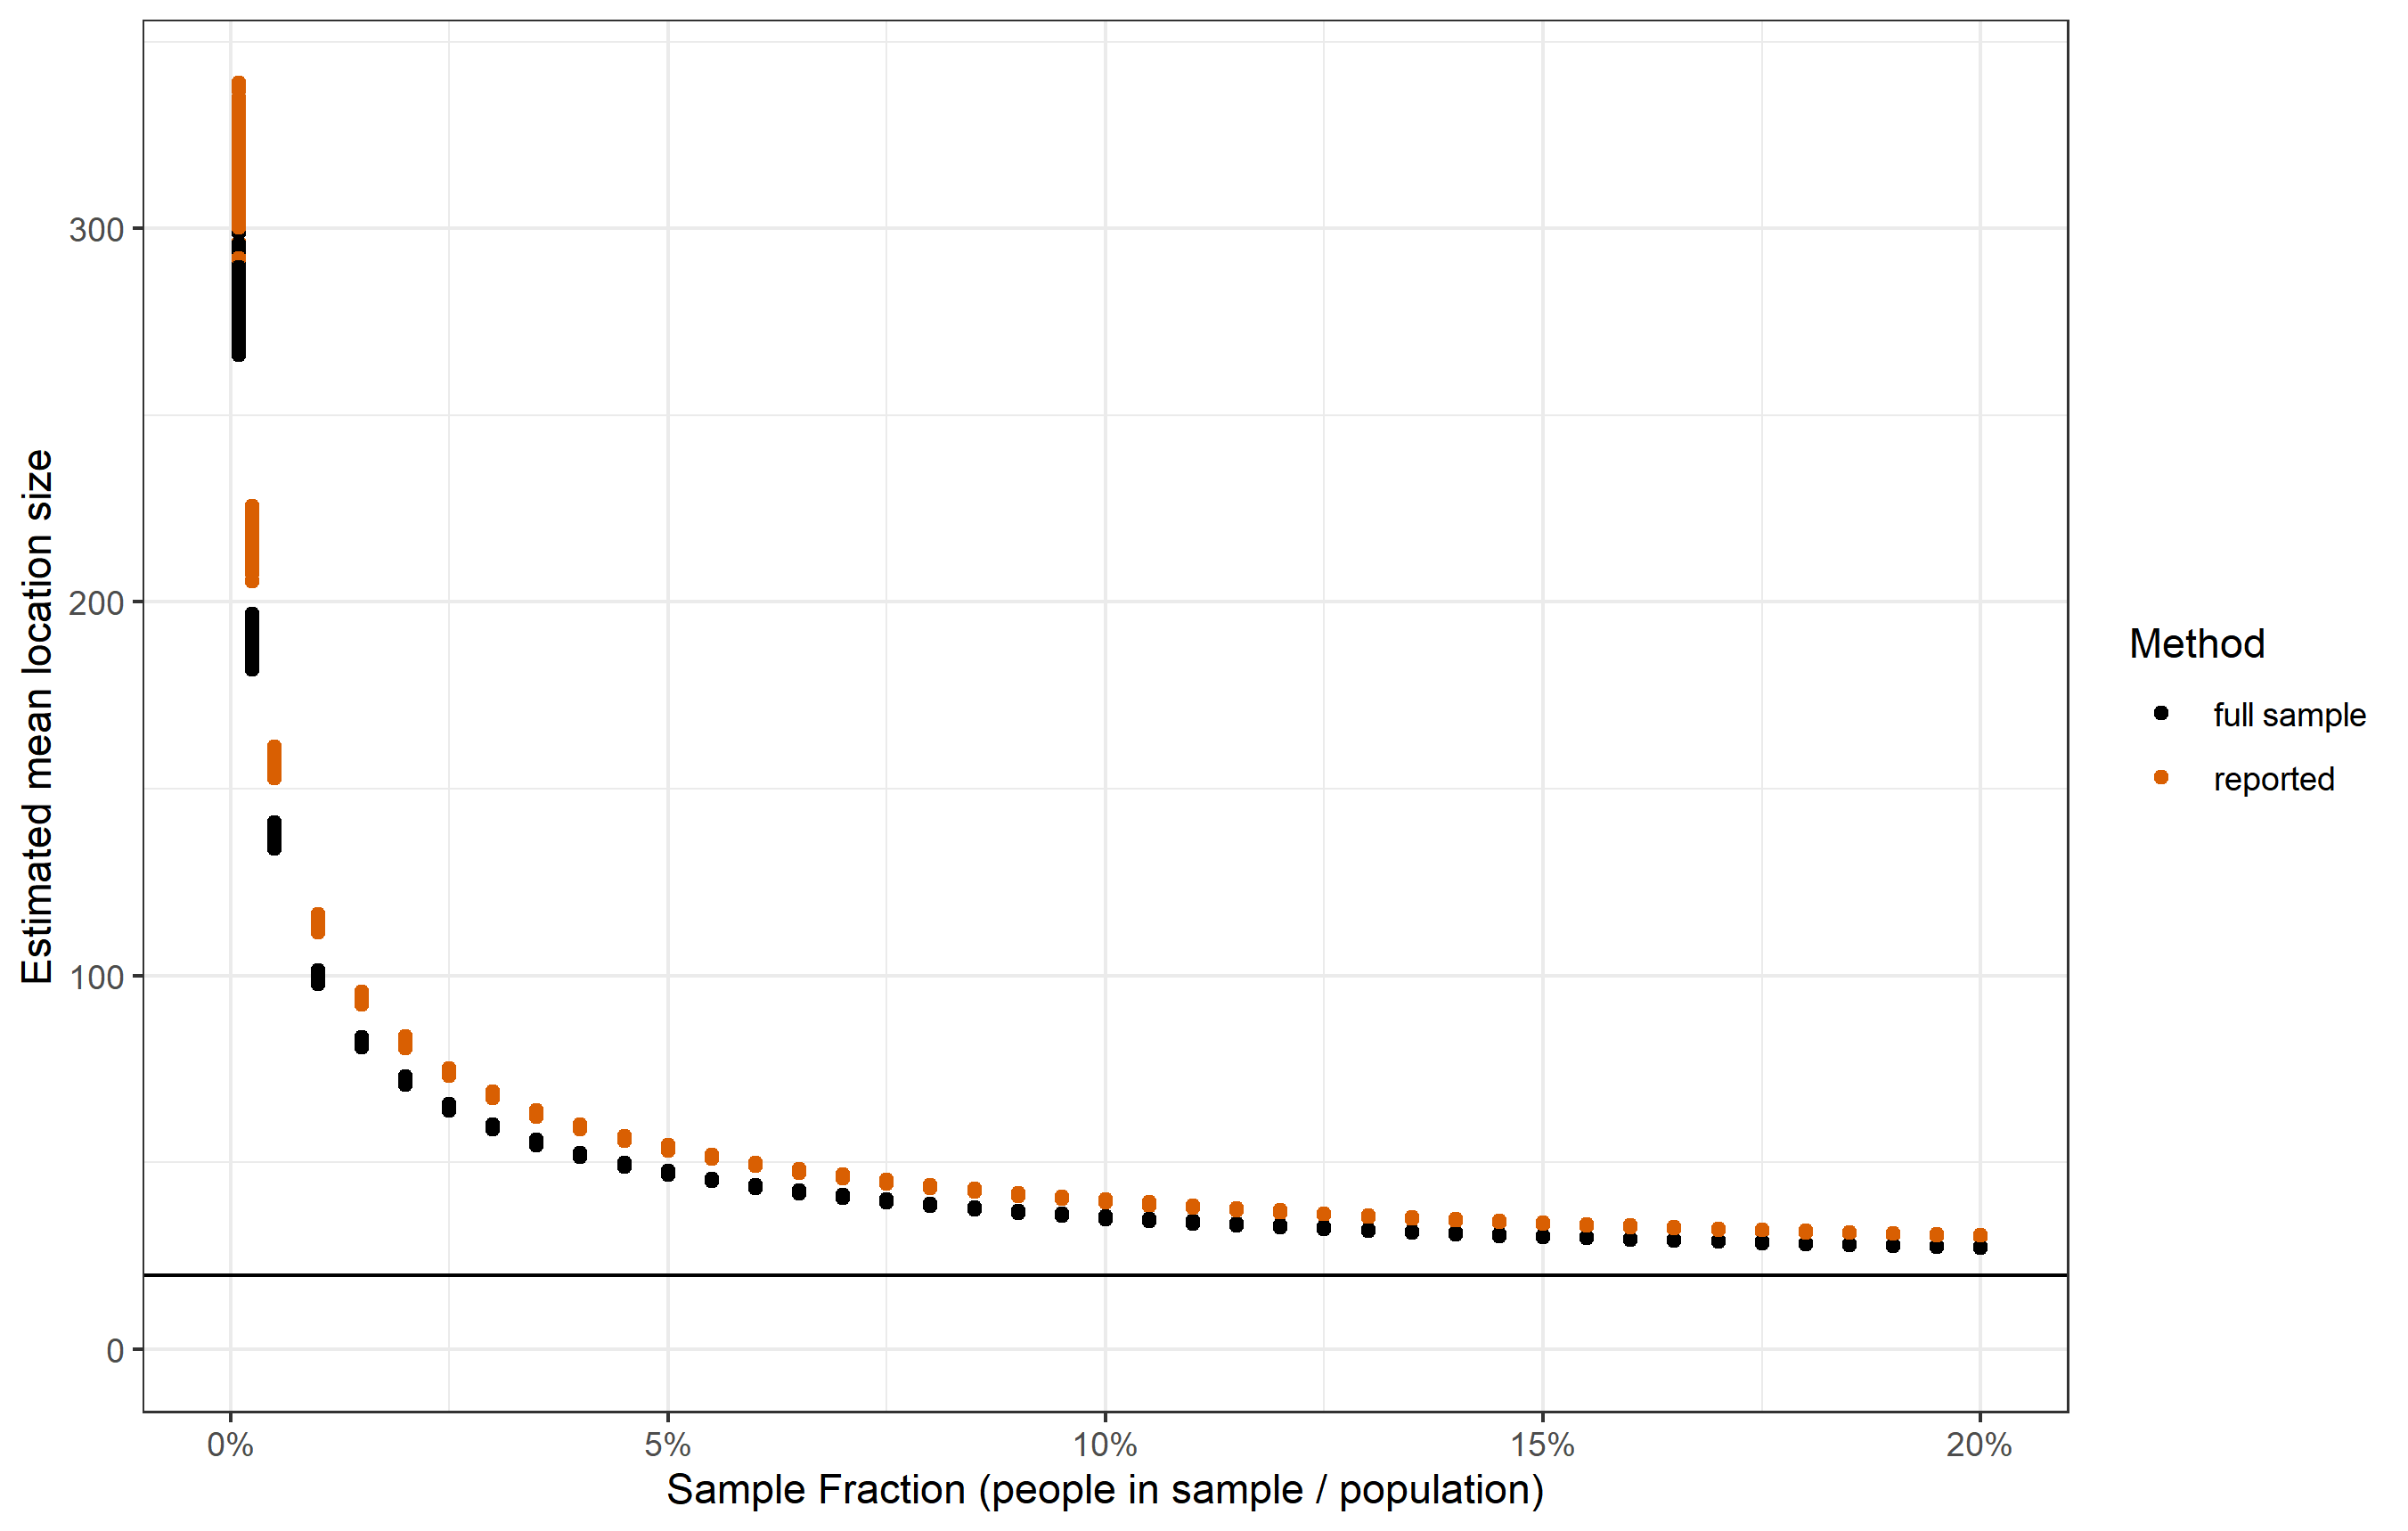 Estimated mean location size
300
200
100
0
0%
5%
10%
15%
20%
Sample Fraction (people in sample / population)
Method
full sample
reported